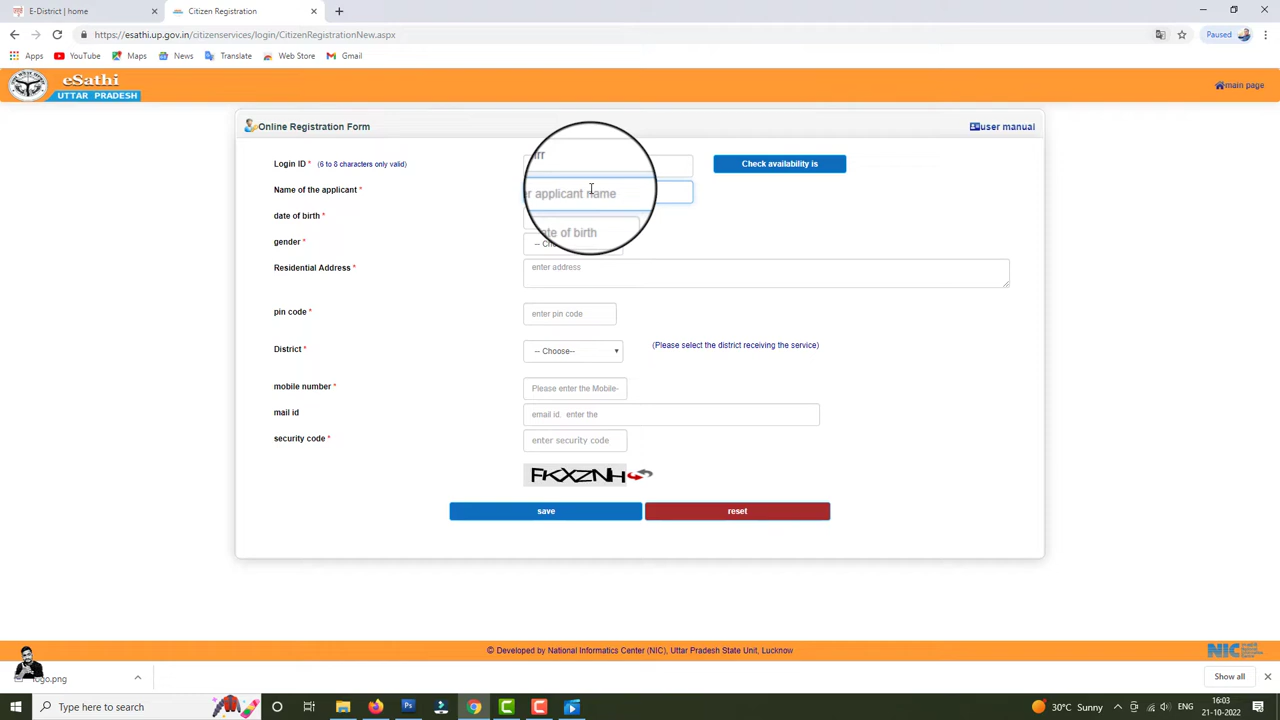 E-District | home
Citizen Registration
https://esathi.up.gov.in/citizenservices/login/CitizenRegistrationNew.aspx
Paused
Apps
YouTube
Maps
News
Translation
Web Store
Gmail
eSathi
UTTAR PRADESH
main page
Online Registration Form
user manual
Login ID * (6 to 8 characters only valid)
Check availability is
Name of the applicant *
applicant name
date of birth *
of birth
gender *
Residential Address *
enter address
pin code *
enter pin code
District *
-- Choose--
(Please select the district receiving the service)
mobile number *
Please enter the Mobile-
mail id
email id. enter the
security code *
enter security code
FKXZNH
save
reset
© Developed by National Informatics Center (NIC), Uttar Pradesh State Unit, Lucknow
NIC
logo.png
Show all
Type here to search
30°C Sunny
ENG
16:03
21-10-2022